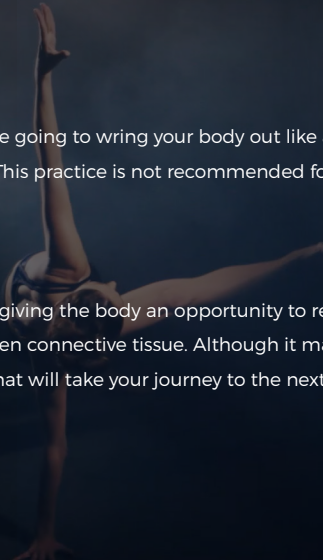 e going to wring your body out like
This practice is not recommended fo
giving the body an opportunity to re
en connective tissue. Although it ma
hat will take your journey to the next